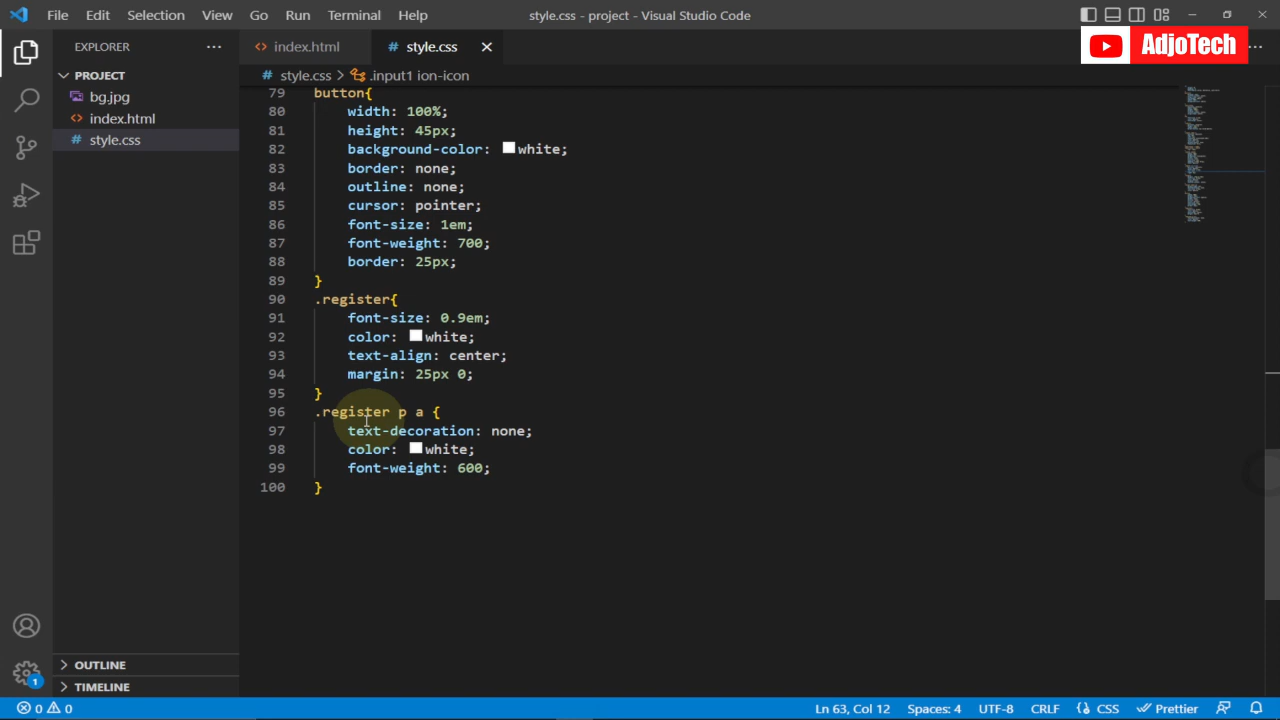 File Edit Selection View Go Run Terminal Help style.css - project - Visual Studio Code
AdjoTech
EXPLORER
PROJECT
bg.jpg
index.html
style.css
OUTLINE
TIMELINE
index.html style.css
style.css .input1 ion-icon
79 button{
80 width: 100%;
81 height: 45px;
82 background-color: white;
83 border: none;
84 outline: none;
85 cursor: pointer;
86 font-size: 1em;
87 font-weight: 700;
88 border: 25px;
89 }
90 .register{
91 font-size: 0.9em;
92 color: white;
93 text-align: center;
94 margin: 25px 0;
95 }
96 .register p a {
97 text-decoration: none;
98 color: white;
99 font-weight: 600;
100 }
1
0 0 Ln 63, Col 12 Spaces: 4 UTF-8 CRLF CSS Prettier